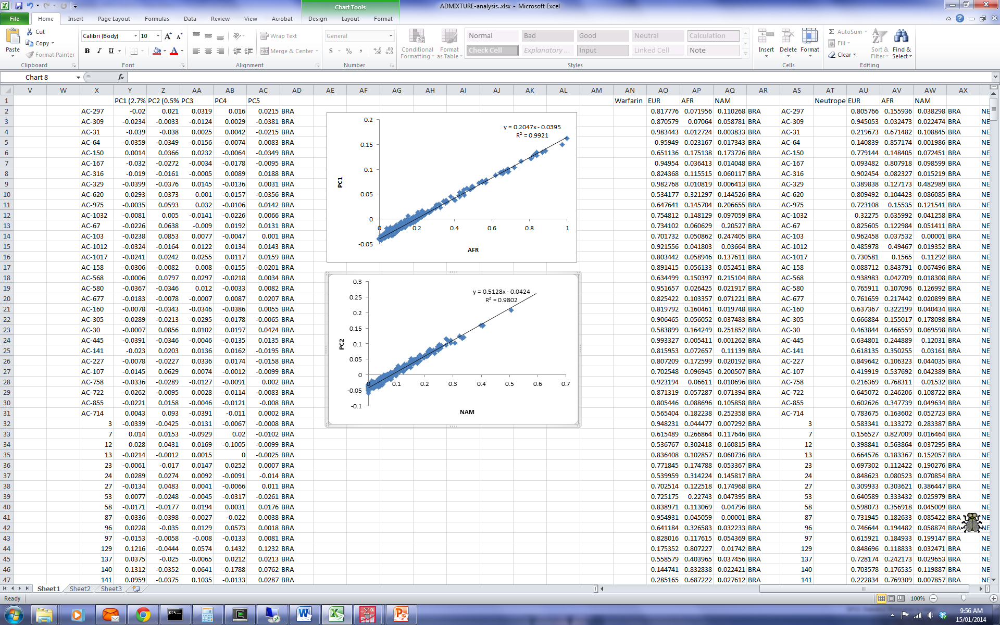 Chart Tools
ADMIXTURE-analysis..xlsx - Microsoft Excel
File Home Insert Page Layout Formulas Data Review View Acrobat Design Layout Format
Paste Cut Copy Format Painter Clipboard
Calibri (Body) 10 B I U Font
Wrap Text Merge & Center Alignment
General $ % , Number
Conditional Formatting Format as Table
Normal Bad Good Neutral Calculation
Check Cell Explanatory ... Input Linked Cell Note
Styles
Insert Delete Format Cells
AutoSum Fill Clear Sort & Filter Find & Select Editing
Chart 8 fx
V W X Y Z AA AB AC AD AE AF AG AH AI AJ AK AL AM AN AO AP AQ AR AS AT AU AV AW AX
1 PC1 (2.7% PC2 (0.5% PC3 PC4 PC5 Warfarin EUR AFR NAM Neutrope EUR AFR NAM
2 AC-297 -0.02 0.021 0.0319 0.016 0.0215 BRA 0.817776 0.071956 0.110268 BRA AC-297 0.805766 0.155936 0.038298 BRA NE
3 AC-309 -0.0234 -0.0033 -0.0124 0.0029 -0.0381 BRA 0.870579 0.07064 0.058781 BRA AC-309 0.945053 0.032473 0.022474 BRA NE
4 AC-31 -0.039 -0.038 0.0025 0.0042 -0.0215 BRA 0.983443 0.012724 0.003833 BRA AC-31 0.219673 0.671482 0.108845 BRA NE
5 AC-64 -0.0359 -0.0349 -0.0156 -0.0074 0.0083 BRA 0.95949 0.023167 0.017343 BRA AC-64 0.140839 0.857174 0.001986 BRA NE
6 AC-150 0.0014 0.0366 0.0232 -0.0064 -0.0349 BRA 0.651136 0.175138 0.173726 BRA AC-150 0.779144 0.148405 0.072451 BRA NE
7 AC-167 -0.032 -0.0272 -0.0034 -0.0178 -0.0095 BRA 0.94954 0.036413 0.014048 BRA AC-167 0.093482 0.807918 0.098599 BRA NE
8 AC-316 -0.019 -0.0161 -0.0005 0.0089 0.0188 BRA 0.824368 0.115515 0.060117 BRA AC-316 0.902454 0.082327 0.015219 BRA NE
9 AC-329 -0.0399 -0.0376 0.0145 -0.0136 0.0031 BRA 0.982768 0.010819 0.006413 BRA AC-329 0.389838 0.127173 0.482989 BRA NE
10 AC-620 0.0293 0.0373 0.001 -0.0157 -0.0356 BRA 0.534177 0.321297 0.144526 BRA AC-620 0.809492 0.104423 0.086085 BRA NE
11 AC-975 -0.0035 0.0593 0.032 -0.0106 0.0142 BRA 0.647641 0.145704 0.206655 BRA AC-975 0.723108 0.15535 0.121541 BRA NE
12 AC-1032 -0.0081 0.005 -0.0141 -0.0226 0.0066 BRA 0.754812 0.148129 0.097059 BRA AC-1032 0.32275 0.635992 0.041258 BRA NE
13 AC-67 -0.0226 0.0638 -0.009 0.0192 0.0131 BRA 0.734102 0.060629 0.20527 BRA AC-67 0.825605 0.122984 0.051411 BRA NE
14 AC-103 -0.0238 0.0853 0.0077 -0.0047 0.001 BRA 0.701732 0.050862 0.247405 BRA AC-103 0.962458 0.037532 0.00001 BRA NE
15 AC-1012 -0.0324 -0.0164 0.0122 0.0134 0.0143 BRA 0.921556 0.041803 0.03664 BRA AC-1012 0.485978 0.49467 0.019352 BRA NE
16 AC-1017 -0.0241 0.0242 0.0255 0.0117 0.0159 BRA 0.803442 0.058946 0.137611 BRA AC-1017 0.730581 0.1565 0.11292 BRA NE
17 AC-158 -0.0306 -0.0082 0.008 -0.0155 -0.0201 BRA 0.891415 0.056133 0.052451 BRA AC-158 0.088712 0.843791 0.067496 BRA NE
18 AC-568 -0.0006 0.0797 0.0297 -0.0218 0.0034 BRA 0.634499 0.150397 0.215104 BRA AC-568 0.938983 0.042709 0.018308 BRA NE
19 AC-580 -0.0367 -0.0346 0.012 -0.0033 0.0082 BRA 0.951657 0.026425 0.021917 BRA AC-580 0.765911 0.107096 0.126992 BRA NE
20 AC-677 -0.0183 -0.0078 -0.0007 0.0087 0.0207 BRA 0.825422 0.103357 0.071221 BRA AC-677 0.761659 0.217442 0.020899 BRA NE
21 AC-160 -0.0078 -0.0343 -0.0346 -0.0386 0.0055 BRA 0.819792 0.160461 0.019748 BRA AC-160 0.637367 0.322199 0.040434 BRA NE
22 AC-305 -0.0289 -0.0213 -0.0295 -0.0178 -0.0065 BRA 0.906465 0.056052 0.037483 BRA AC-305 0.666884 0.155017 0.178098 BRA NE
23 AC-30 -0.0007 0.0856 0.0102 0.0197 0.0424 BRA 0.583899 0.164249 0.251852 BRA AC-30 0.463844 0.466559 0.069598 BRA NE
24 AC-445 -0.0391 -0.0346 -0.0046 -0.0135 0.0135 BRA 0.993327 0.005411 0.001262 BRA AC-445 0.634801 0.244889 0.12031 BRA NE
25 AC-141 -0.023 0.0203 0.0136 0.0162 -0.0195 BRA 0.815953 0.072657 0.11139 BRA AC-141 0.618135 0.350255 0.03161 BRA NE
26 AC-227 -0.0078 -0.0227 0.0336 0.0174 -0.0158 BRA 0.807209 0.172599 0.020192 BRA AC-227 0.849642 0.106323 0.044035 BRA NE
27 AC-107 -0.0145 0.0629 0.0074 -0.0012 -0.0099 BRA 0.702548 0.096945 0.200507 BRA AC-107 0.419919 0.537692 0.042389 BRA NE
28 AC-758 -0.0336 -0.0289 -0.0127 -0.0091 0.002 BRA 0.923194 0.06611 0.010696 BRA AC-758 0.216369 0.768311 0.01532 BRA NE
29 AC-722 -0.0262 -0.0095 0.0028 -0.0114 -0.0083 BRA 0.871319 0.057287 0.071394 BRA AC-722 0.645072 0.246206 0.108722 BRA NE
30 AC-855 -0.0221 0.0158 -0.0046 -0.0121 -0.008 BRA 0.805446 0.088696 0.105858 BRA AC-855 0.602626 0.347739 0.049634 BRA NE
31 AC-714 0.0043 0.093 -0.0391 -0.011 0.0002 BRA 0.565404 0.182238 0.252358 BRA AC-714 0.783675 0.163602 0.052723 BRA NE
32 3 -0.0339 -0.0425 -0.0131 -0.0067 -0.0008 BRA 0.948231 0.044477 0.007292 BRA 3 0.583341 0.133272 0.283387 BRA NE
33 7 0.014 0.0153 -0.0929 0.02 -0.0102 BRA 0.615489 0.266864 0.117646 BRA 7 0.156527 0.827009 0.016464 BRA NE
34 12 0.028 0.0431 0.0169 -0.1005 -0.0099 BRA 0.536767 0.302418 0.160815 BRA 12 0.398841 0.563864 0.037295 BRA NE
35 13 -0.0214 -0.0012 0.0015 0 -0.0025 BRA 0.836408 0.102857 0.060736 BRA 13 0.664576 0.183367 0.152057 BRA NE
36 23 -0.0061 -0.017 0.0147 0.0252 0.0007 BRA 0.771845 0.174788 0.053367 BRA 23 0.697302 0.112422 0.190276 BRA NE
37 24 0.0289 0.0274 0.0092 -0.0091 -0.014 BRA 0.539959 0.314224 0.145817 BRA 24 0.848623 0.080523 0.070854 BRA NE
38 27 -0.0134 0.0483 0.0041 -0.0066 0.011 BRA 0.702514 0.122518 0.174968 BRA 27 0.309933 0.303621 0.386447 BRA NE
39 53 0.0077 -0.0248 -0.0045 -0.0317 -0.0261 BRA 0.725175 0.22743 0.047395 BRA 53 0.640589 0.333432 0.025979 BRA NE
40 58 -0.0171 -0.0177 0.0194 0.0031 0.0176 BRA 0.838971 0.113069 0.04796 BRA 58 0.598073 0.356918 0.045009 BRA NE
41 87 -0.0336 -0.0398 -0.0027 -0.022 0.0038 BRA 0.954931 0.045059 0.00001 BRA 87 0.731945 0.182633 0.085422 BRA NE
42 96 0.0228 -0.035 0.0129 0.0573 0.0018 BRA 0.641184 0.326583 0.032233 BRA 96 0.746644 0.194482 0.058874 BRA NE
43 97 -0.0153 -0.0058 -0.008 -0.0133 0.0081 BRA 0.828016 0.117615 0.054369 BRA 97 0.615921 0.184933 0.199147 BRA NE
44 129 0.1216 -0.0444 0.0574 0.1432 0.1232 BRA 0.175352 0.807227 0.01742 BRA 129 0.848696 0.118833 0.032471 BRA NE
45 137 0.0375 -0.025 -0.0065 0.0212 0.0213 BRA 0.558579 0.403965 0.037456 BRA 137 0.728174 0.242173 0.029653 BRA NE
46 140 0.1312 -0.0352 0.0641 -0.1788 0.0762 BRA 0.144741 0.832838 0.022421 BRA 140 0.703578 0.176535 0.119887 BRA NE
47 141 0.0959 -0.0375 0.1035 -0.0133 0.0287 BRA 0.285165 0.687222 0.027612 BRA 141 0.222834 0.769309 0.007857 BRA NE
0.2
0.15
0.1
0.05
0
-0.05
y = 0.2047x - 0.0395
R² = 0.9921
PC1
0 0.2 0.4 0.6 0.8 1
AFR
0.3
0.25
0.2
0.15
0.1
0.05
0
-0.05
-0.1
y = 0.5128x - 0.0424
R² = 0.9802
PC2
0 0.1 0.2 0.3 0.4 0.5 0.6 0.7
NAM
Sheet1 Sheet2 Sheet3
Ready 100%
9:56 AM
15/01/2014